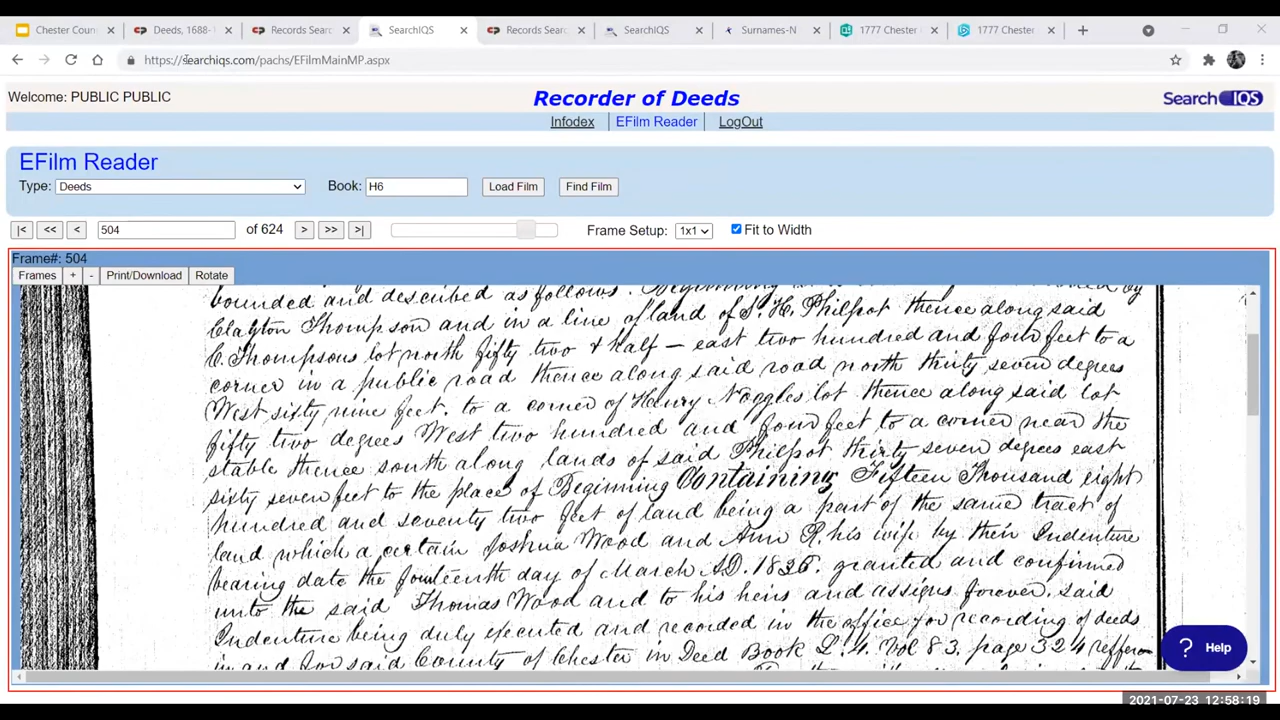 Chester Coun
Deeds, 1688-
Records Searc
SearchIQS
Records Searc
SearchIQS
Surnames-N
1777 Chester
1777 Chester
https://searchiqs.com/pachs/EFilmMainMP.aspx
Welcome: PUBLIC PUBLIC
Recorder of Deeds
Search IQS
Infodex
EFilm Reader
LogOut
EFilm Reader
Type: Deeds
Book: H6
Load Film
Find Film
|< << < 504 of 624 > >> >|
Frame Setup: 1x1
Fit to Width
Frame#: 504
Frames + - Print/Download Rotate
bounded and described as follows. Beginning by
Clayton Thompson and in a line of land of S. H. Philpot thence along said
C. Thompsons lot north fifty two & half – east two hundred and four feet to a
corner in a public road thence along said road north thirty seven degrees
West sixty nine feet. to a corner of Henry Noggles lot thence along said lot
fifty two degrees West two hundred and four feet to a corner near the
stable thence south along lands of said Philpot thirty seven degrees east
sixty seven feet to the place of Beginning Containing Fifteen Thousand eight
hundred and seventy two feet of land being a part of the same tract of
land which a certain Joshua Wood and Ann R. his wife by their Indenture
bearing date the fourteenth day of March A.D. 1836. granted and confirmed
unto the said Thomas Wood and to his heirs and assigns forever, said
Indenture being duly executed and recorded in the office for recording of deeds
in and for said County of Chester in Deed Book L. 4. Vol 83. page 324
? Help
2021-07-23 12:58:19